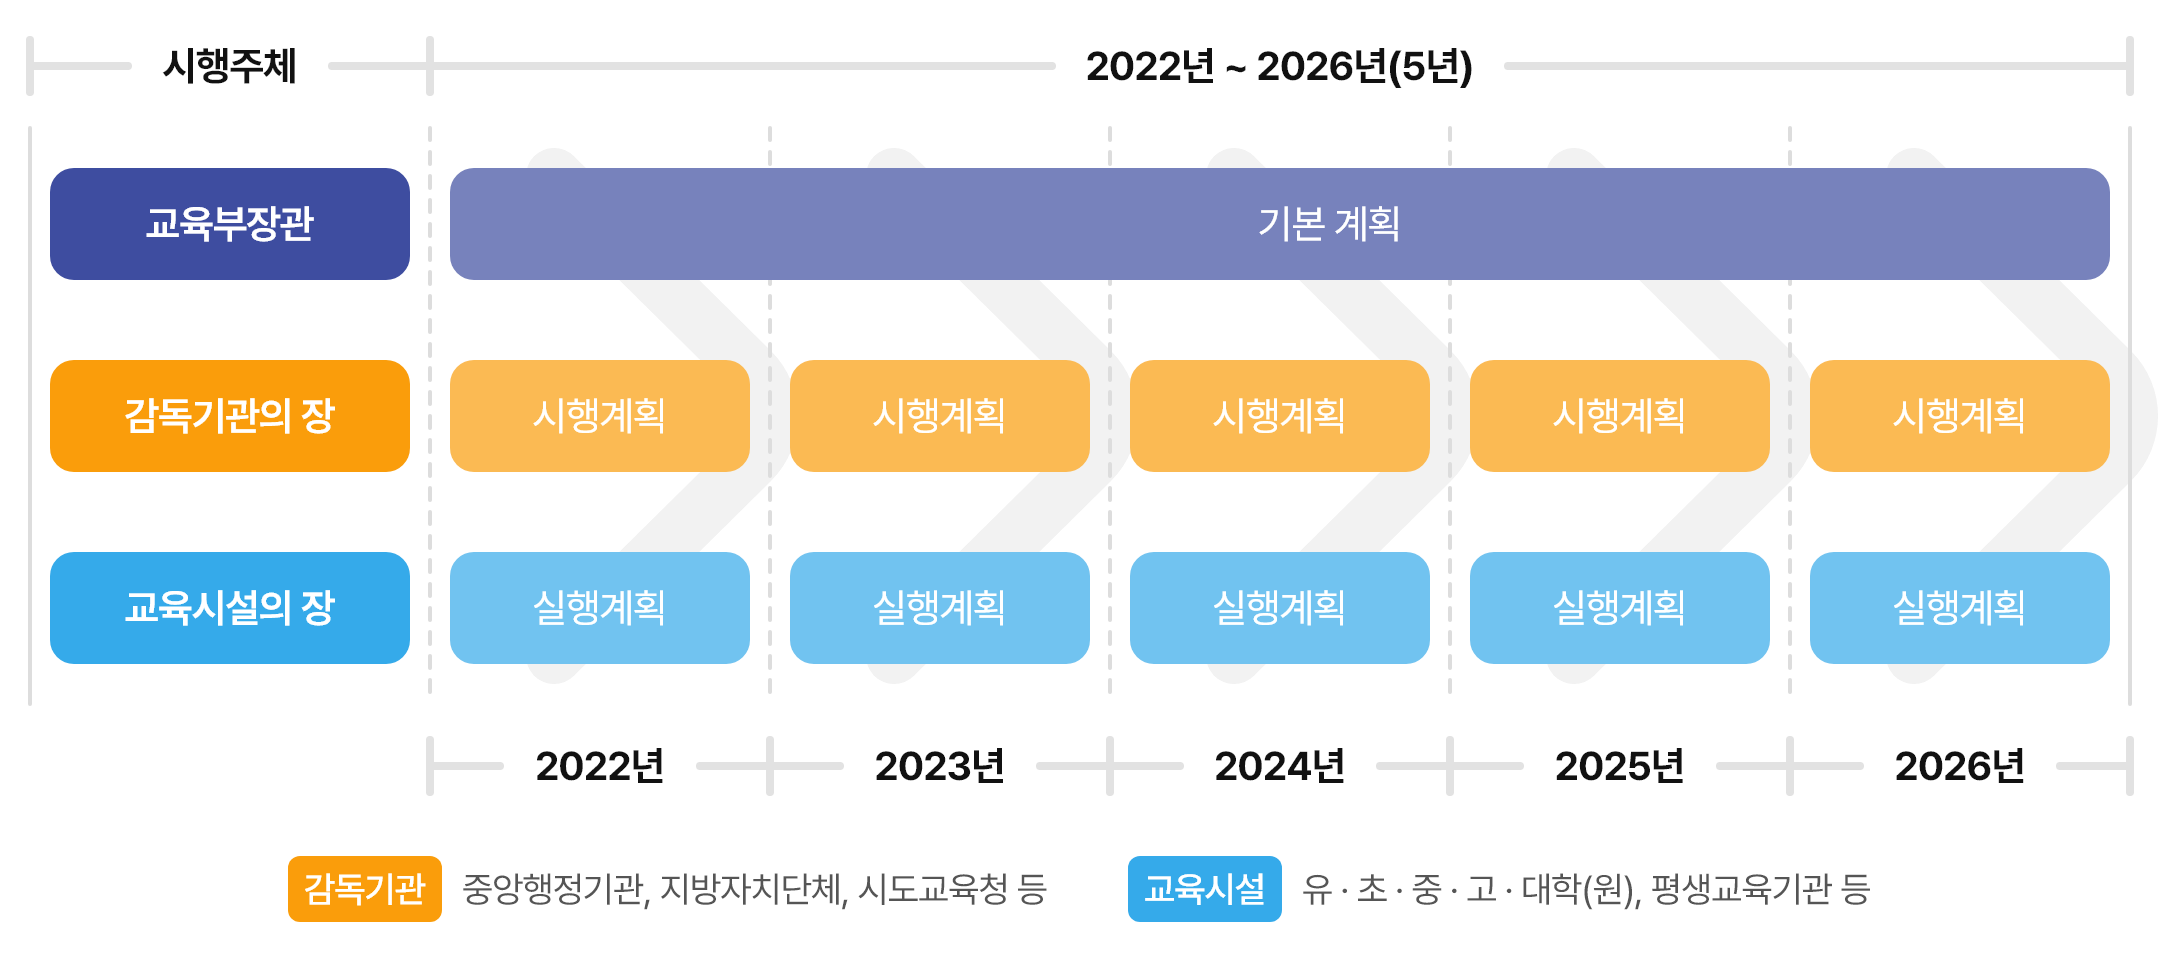 시행주체 2022년 ~ 2026년(5년)
교육부장관 기본 계획
감독기관의 장 시행계획 시행계획 시행계획 시행계획 시행계획
교육시설의 장 실행계획 실행계획 실행계획 실행계획 실행계획
2022년 2023년 2024년 2025년 2026년
감독기관 중앙행정기관, 지방자치단체, 시도교육청 등 교육시설 유 · 초 · 중 · 고 · 대학(원), 평생교육기관 등